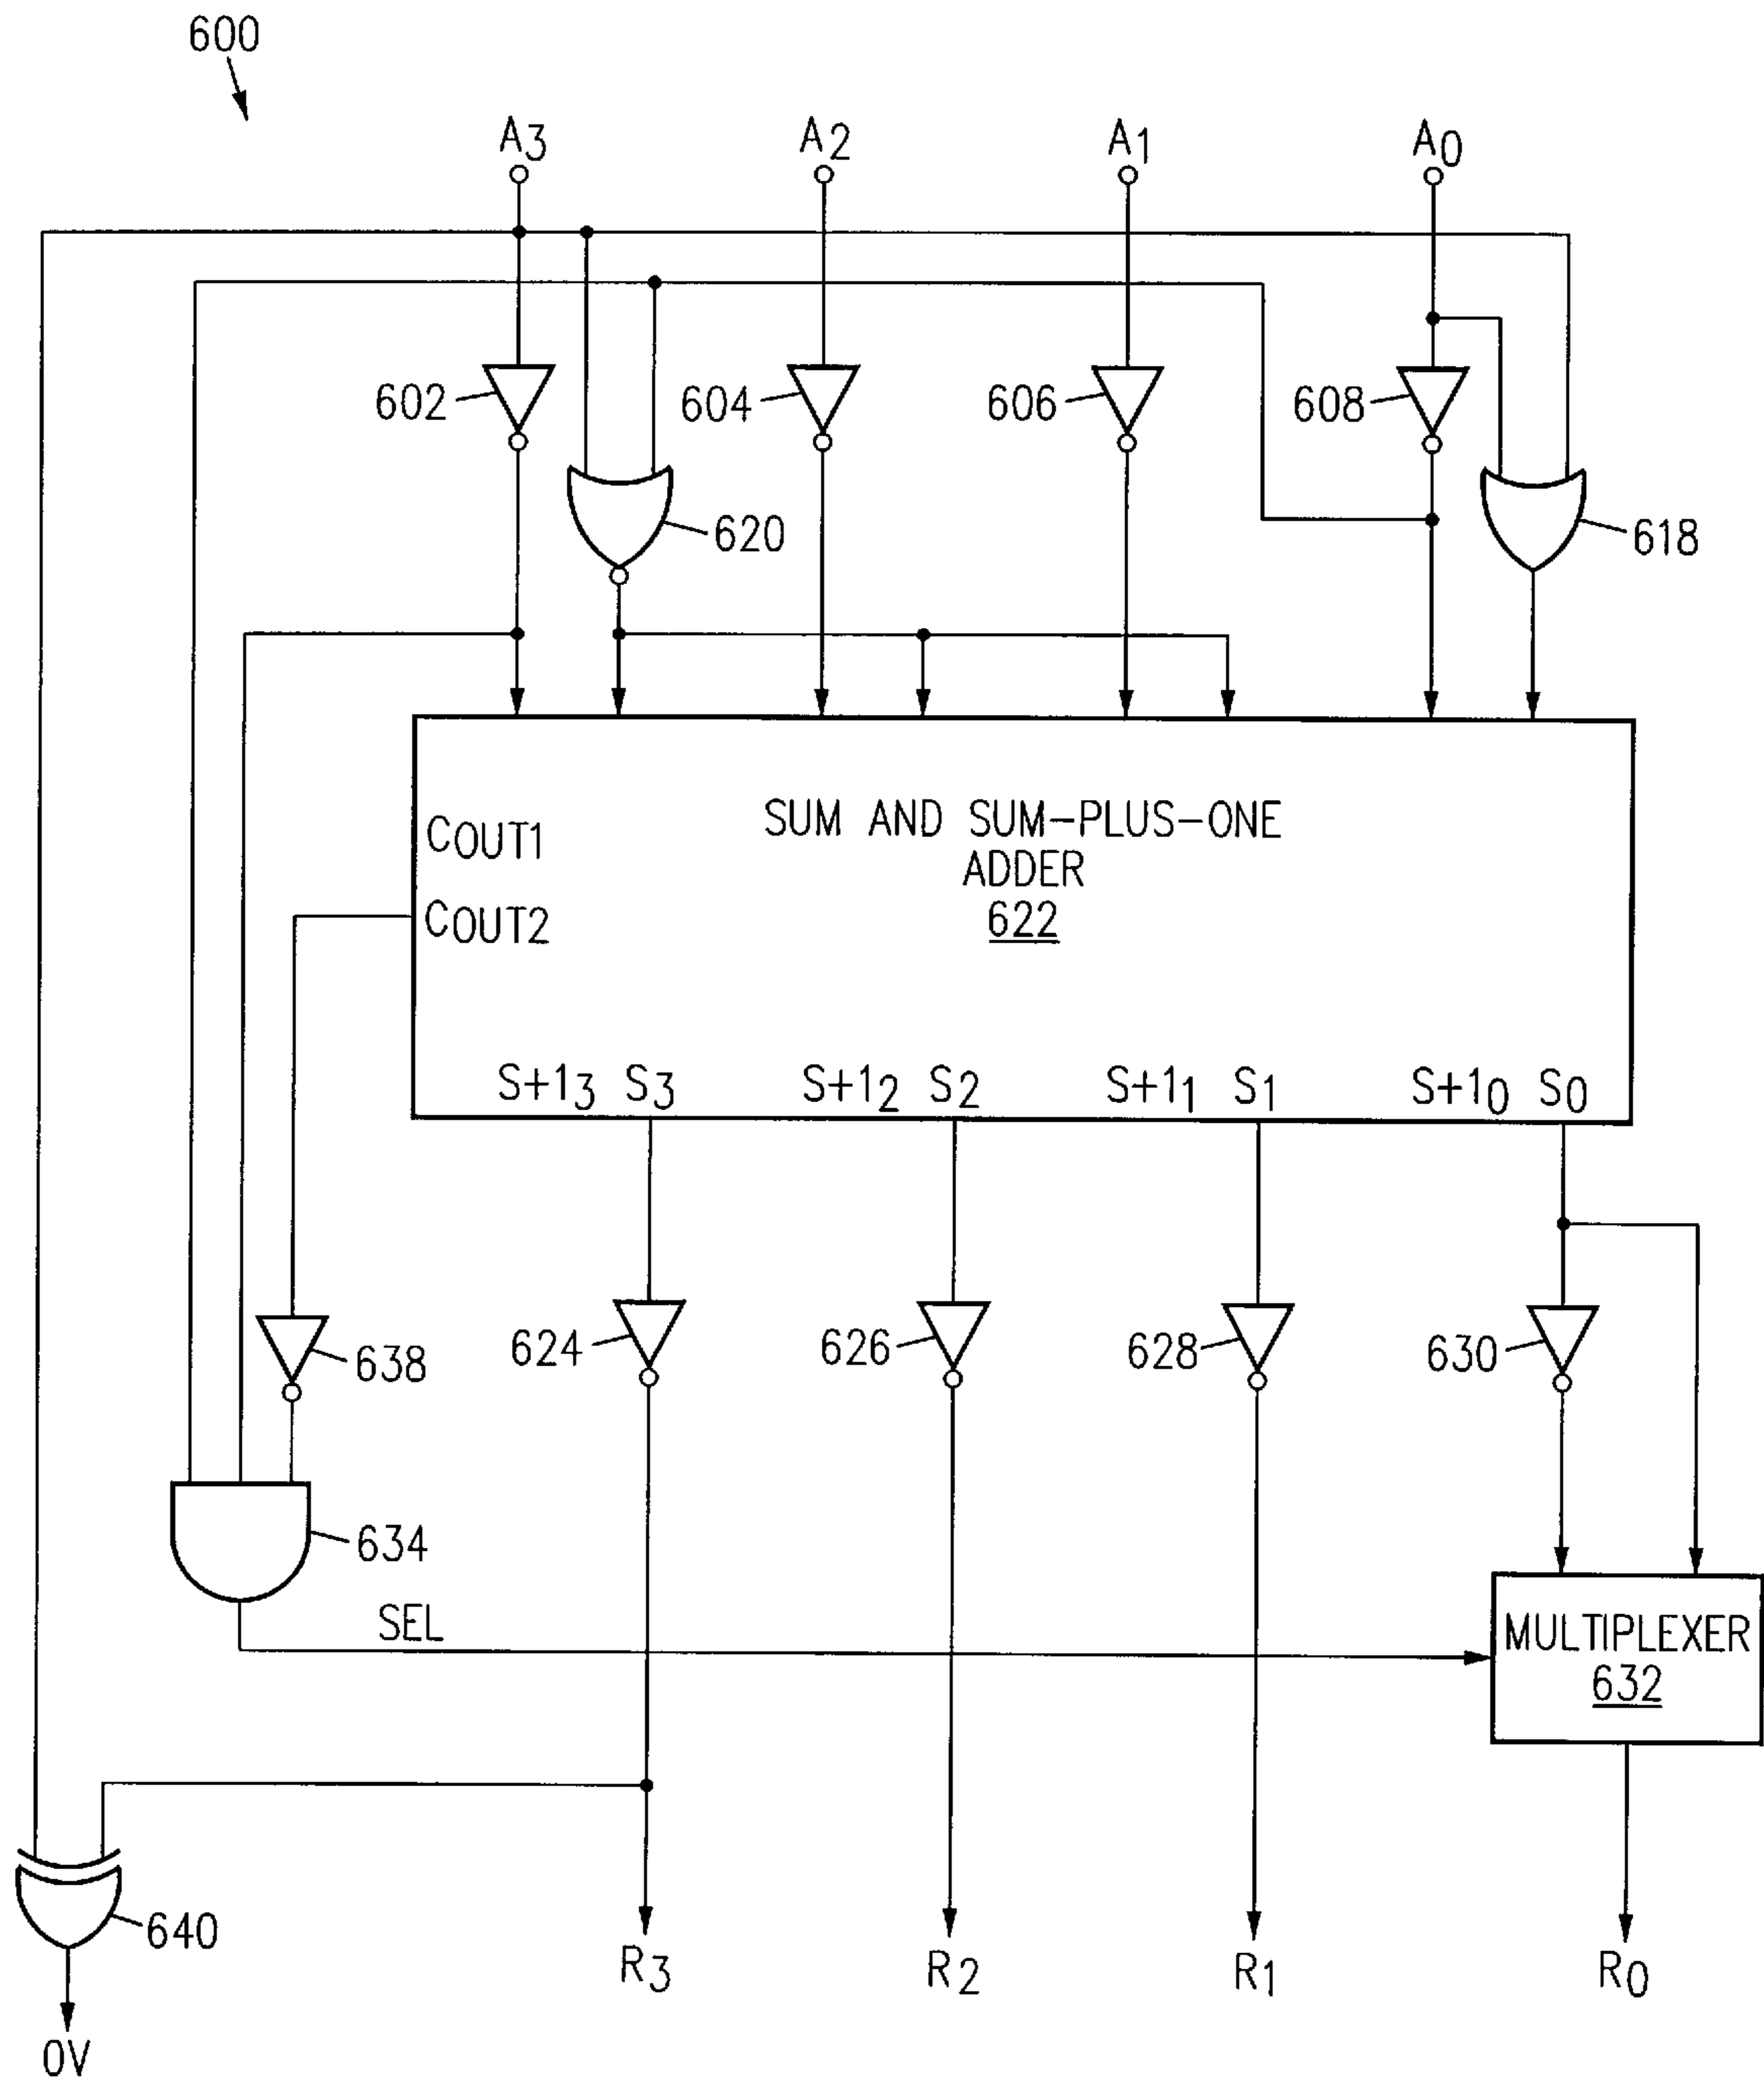 600
A3 A2 A1 A0
602 604 606 608
620 618
COUT1 SUM AND SUM-PLUS-ONE
ADDER
COUT2 622
S+13 S3 S+12 S2 S+11 S1 S+10 S0
638 624 626 628 630
634
SEL MULTIPLEXER
632
640
R3 R2 R1 R0
OV